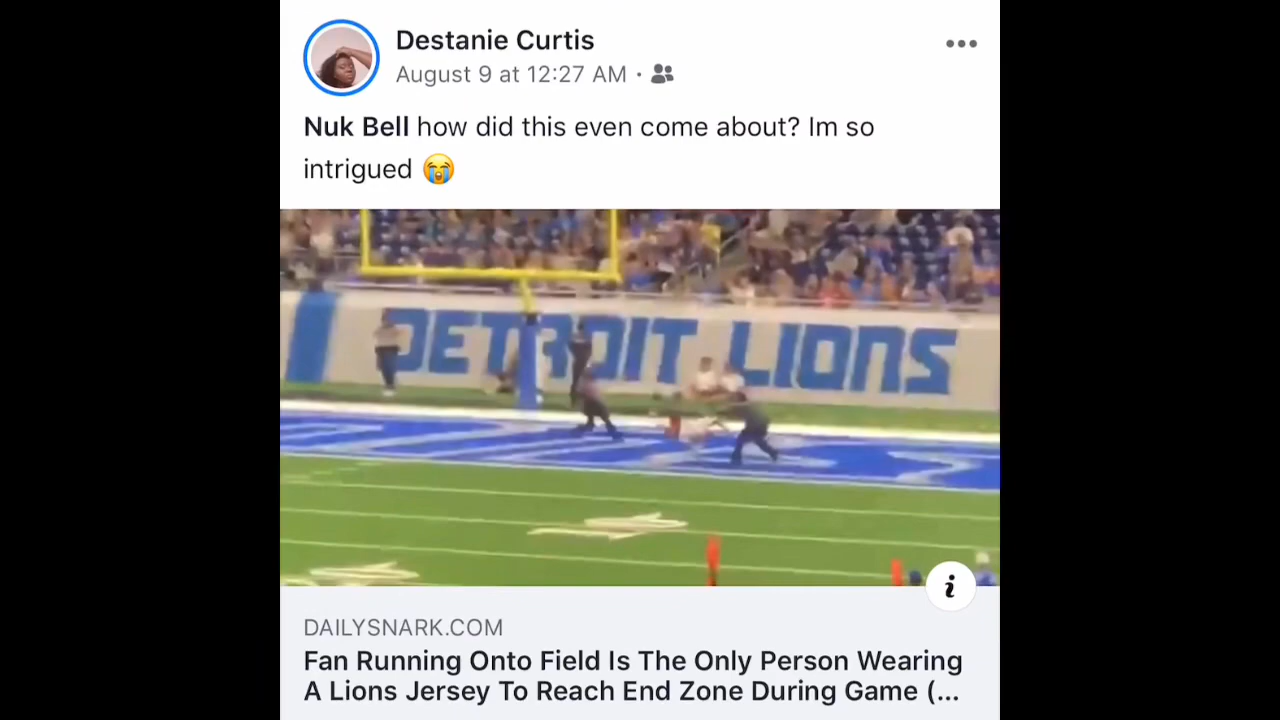 Destanie Curtis
August 9 at 12:27 AM ·
Nuk Bell how did this even come about? Im so
intrigued 😭
DETROIT LIONS
DAILYSNARK.COM
Fan Running Onto Field Is The Only Person Wearing
A Lions Jersey To Reach End Zone During Game (...